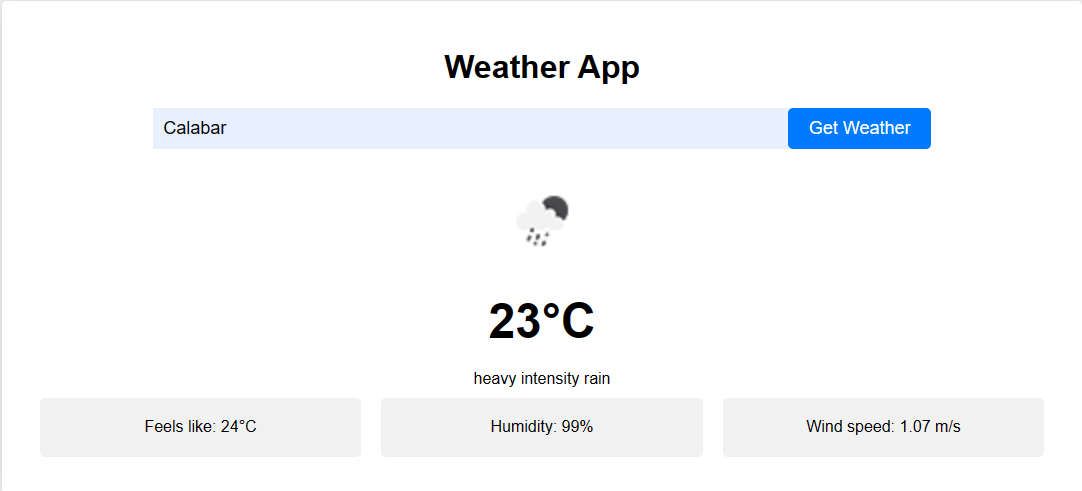 Weather App
Calabar
Get Weather
23°C
heavy intensity rain
Feels like: 24°C
Humidity: 99%
Wind speed: 1.07 m/s